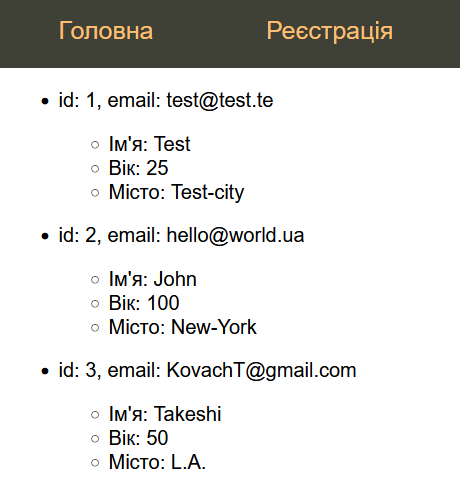 Головна Реєстрація
id: 1, email: test@test.te
Ім'я: Test
Вік: 25
Місто: Test-city
id: 2, email: hello@world.ua
Ім'я: John
Вік: 100
Місто: New-York
id: 3, email: KovachT@gmail.com
Ім'я: Takeshi
Вік: 50
Місто: L.A.